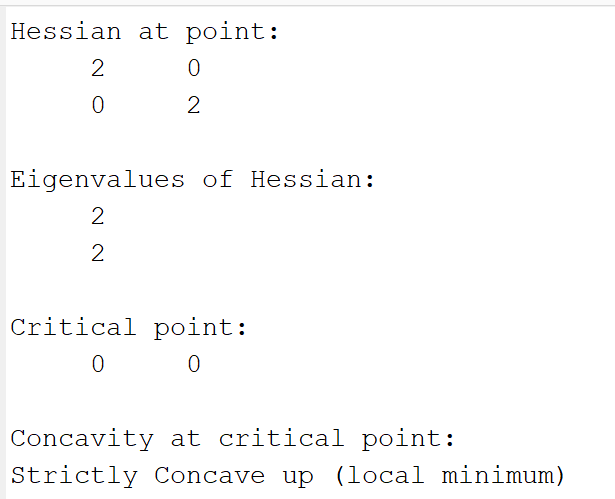 Hessian at point:
2 0
0 2
Eigenvalues of Hessian:
2
2
Critical point:
0 0
Concavity at critical point:
Strictly Concave up (local minimum)